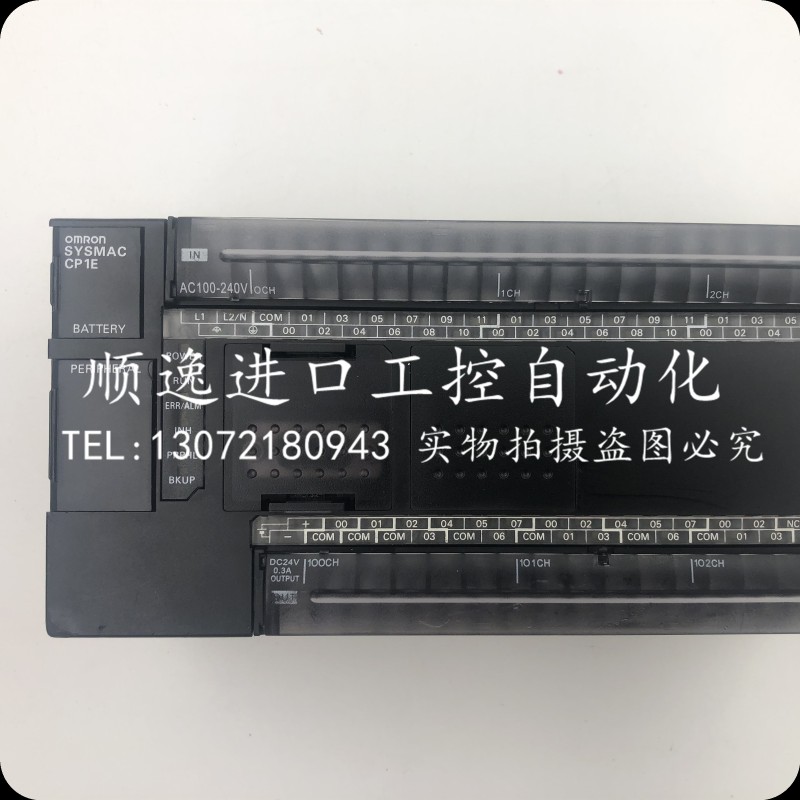 omron
SYSMAC
CP1E
IN
AC100-240V 0CH 1CH 2CH
L1 L2/N COM 01 03 05 07 09 11 01 03 05 07 09 11 01 03 05
00 02 04 06 08 10 00 02 04 06 08 10 00 02 04
BATTERY
PERIPHERAL
POWER
RUN
ERR/ALM
INH
PRPHL
BKUP
顺逸进口工控自动化
TEL:13072180943 实物拍摄盗图必究
+ 00 01 02 04 05 07 00 02 04 05 07 00 02 NC
− COM COM COM 03 COM 06 COM 01 03 COM 06 COM 01 03
DC24V
0.3A
OUTPUT
100CH 101CH 102CH
OUT